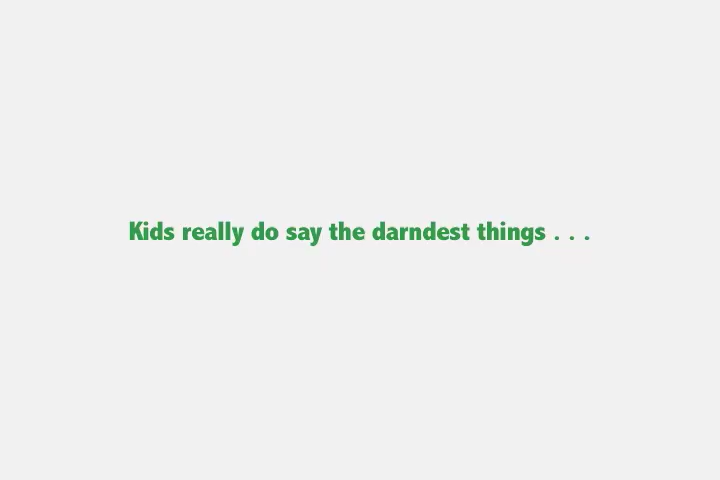 Kids really do say the darndest things . . .